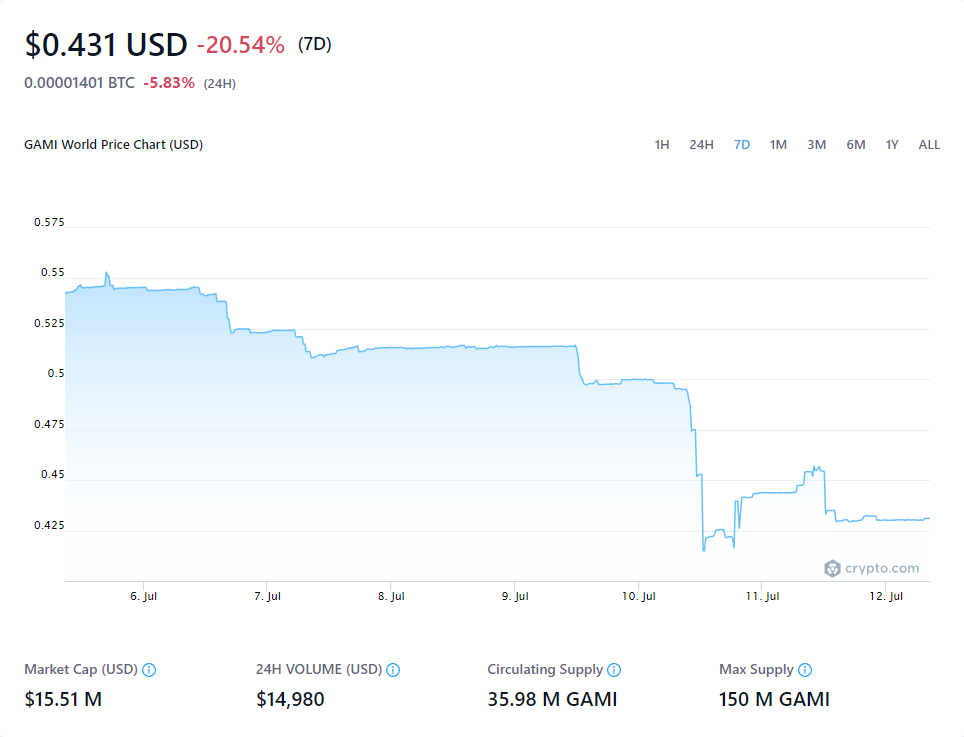 $0.431 USD -20.54% (7D)
0.00001401 BTC -5.83% (24H)
GAMI World Price Chart (USD) 1H 24H 7D 1M 3M 6M 1Y ALL
0.575
0.55
0.525
0.5
0.475
0.45
0.425
crypto.com
6. Jul 7. Jul 8. Jul 9. Jul 10. Jul 11. Jul 12. Jul
Market Cap (USD) 24H VOLUME (USD) Circulating Supply Max Supply
$15.51 M $14,980 35.98 M GAMI 150 M GAMI